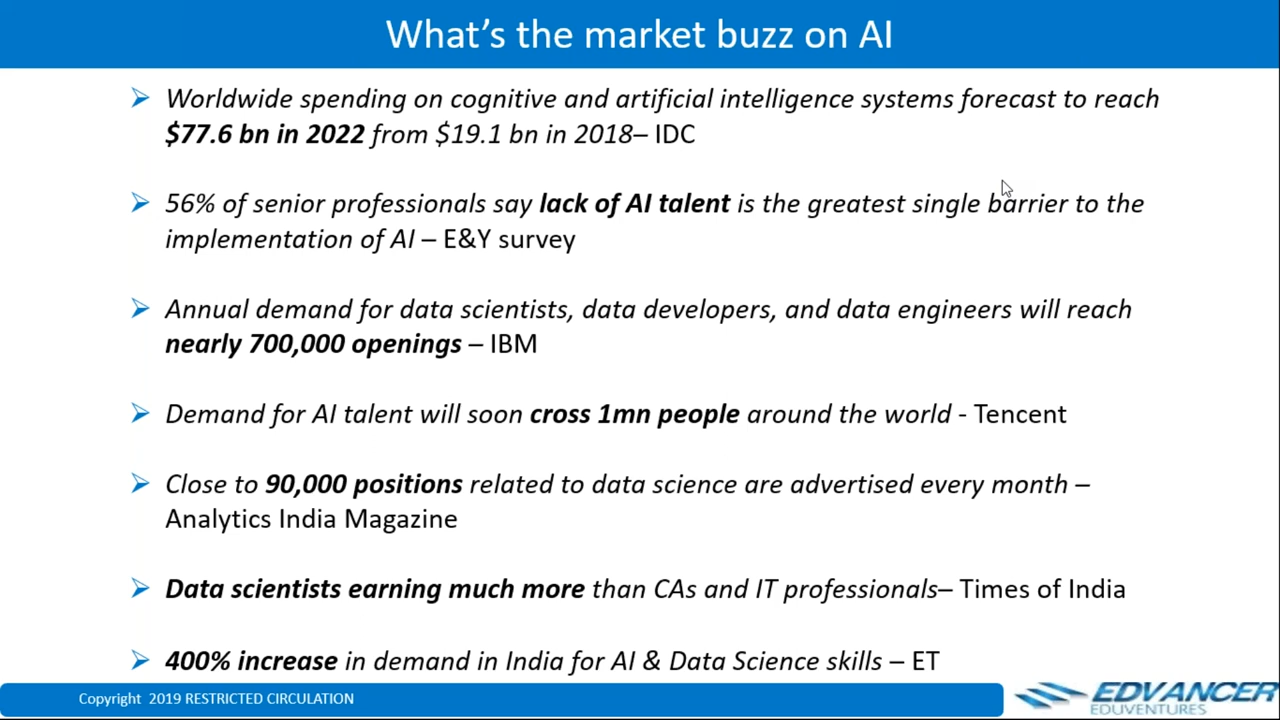 What's the market buzz on AI
Worldwide spending on cognitive and artificial intelligence systems forecast to reach
$77.6 bn in 2022 from $19.1 bn in 2018– IDC
56% of senior professionals say lack of AI talent is the greatest single barrier to the
implementation of AI – E&Y survey
Annual demand for data scientists, data developers, and data engineers will reach
nearly 700,000 openings – IBM
Demand for AI talent will soon cross 1mn people around the world - Tencent
Close to 90,000 positions related to data science are advertised every month –
Analytics India Magazine
Data scientists earning much more than CAs and IT professionals– Times of India
400% increase in demand in India for AI & Data Science skills – ET
Copyright 2019 RESTRICTED CIRCULATION
EDVANCER
EDUVENTURES